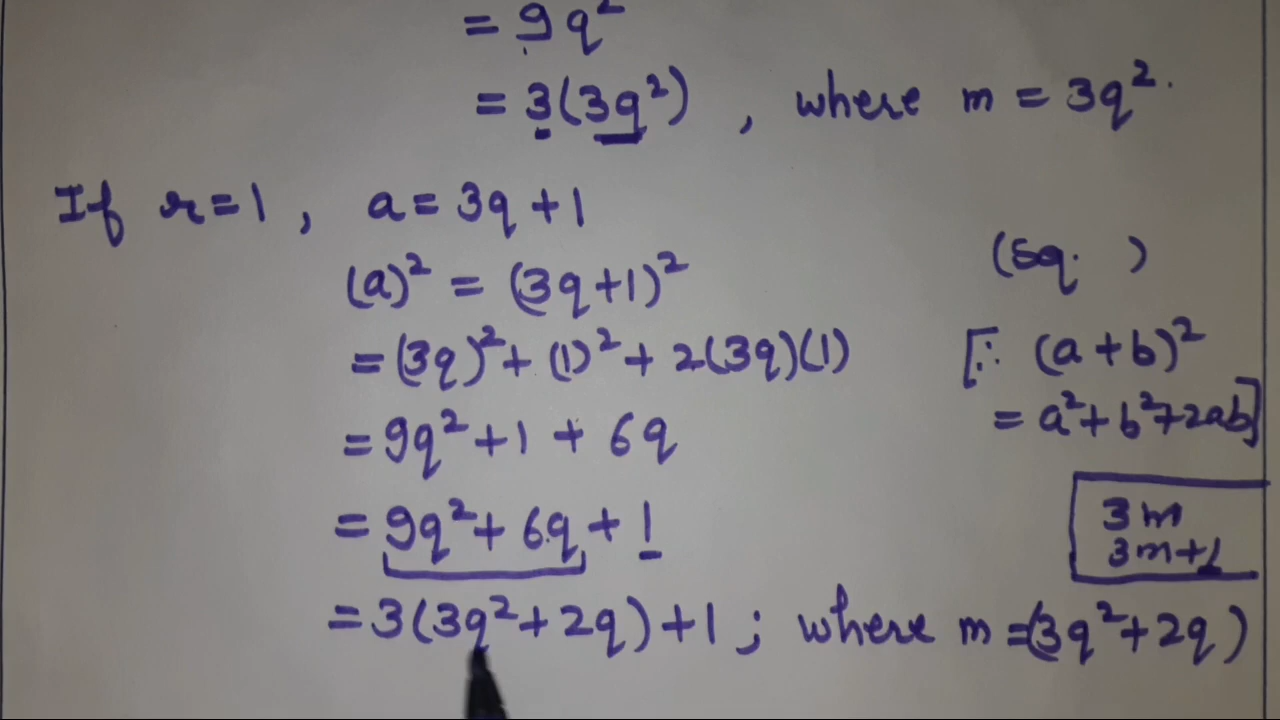 = 9q²
= 3(3q²) , where m = 3q².
If r=1, a = 3q+1
(a)² = (3q+1)²
(5q. )
= (3q)² + (1)² + 2(3q)(1) [∵ (a+b)²
= a²+b²+2ab]
= 9q² + 1 + 6q
3m
3m+1
= 9q² + 6q + 1
= 3(3q²+2q)+1 ; where m =(3q²+2q)